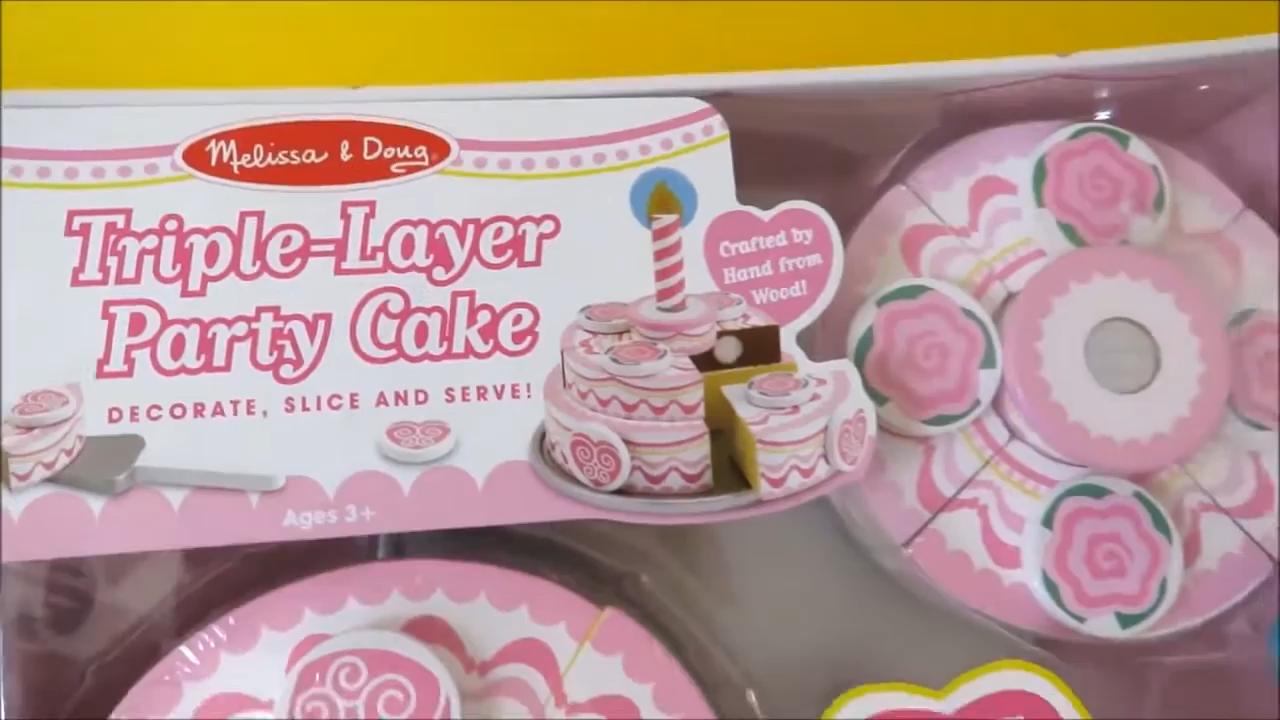 Melissa & Doug
Triple-Layer
Party Cake
DECORATE, SLICE AND SERVE!
Crafted by
Hand from
Wood!
Ages 3+